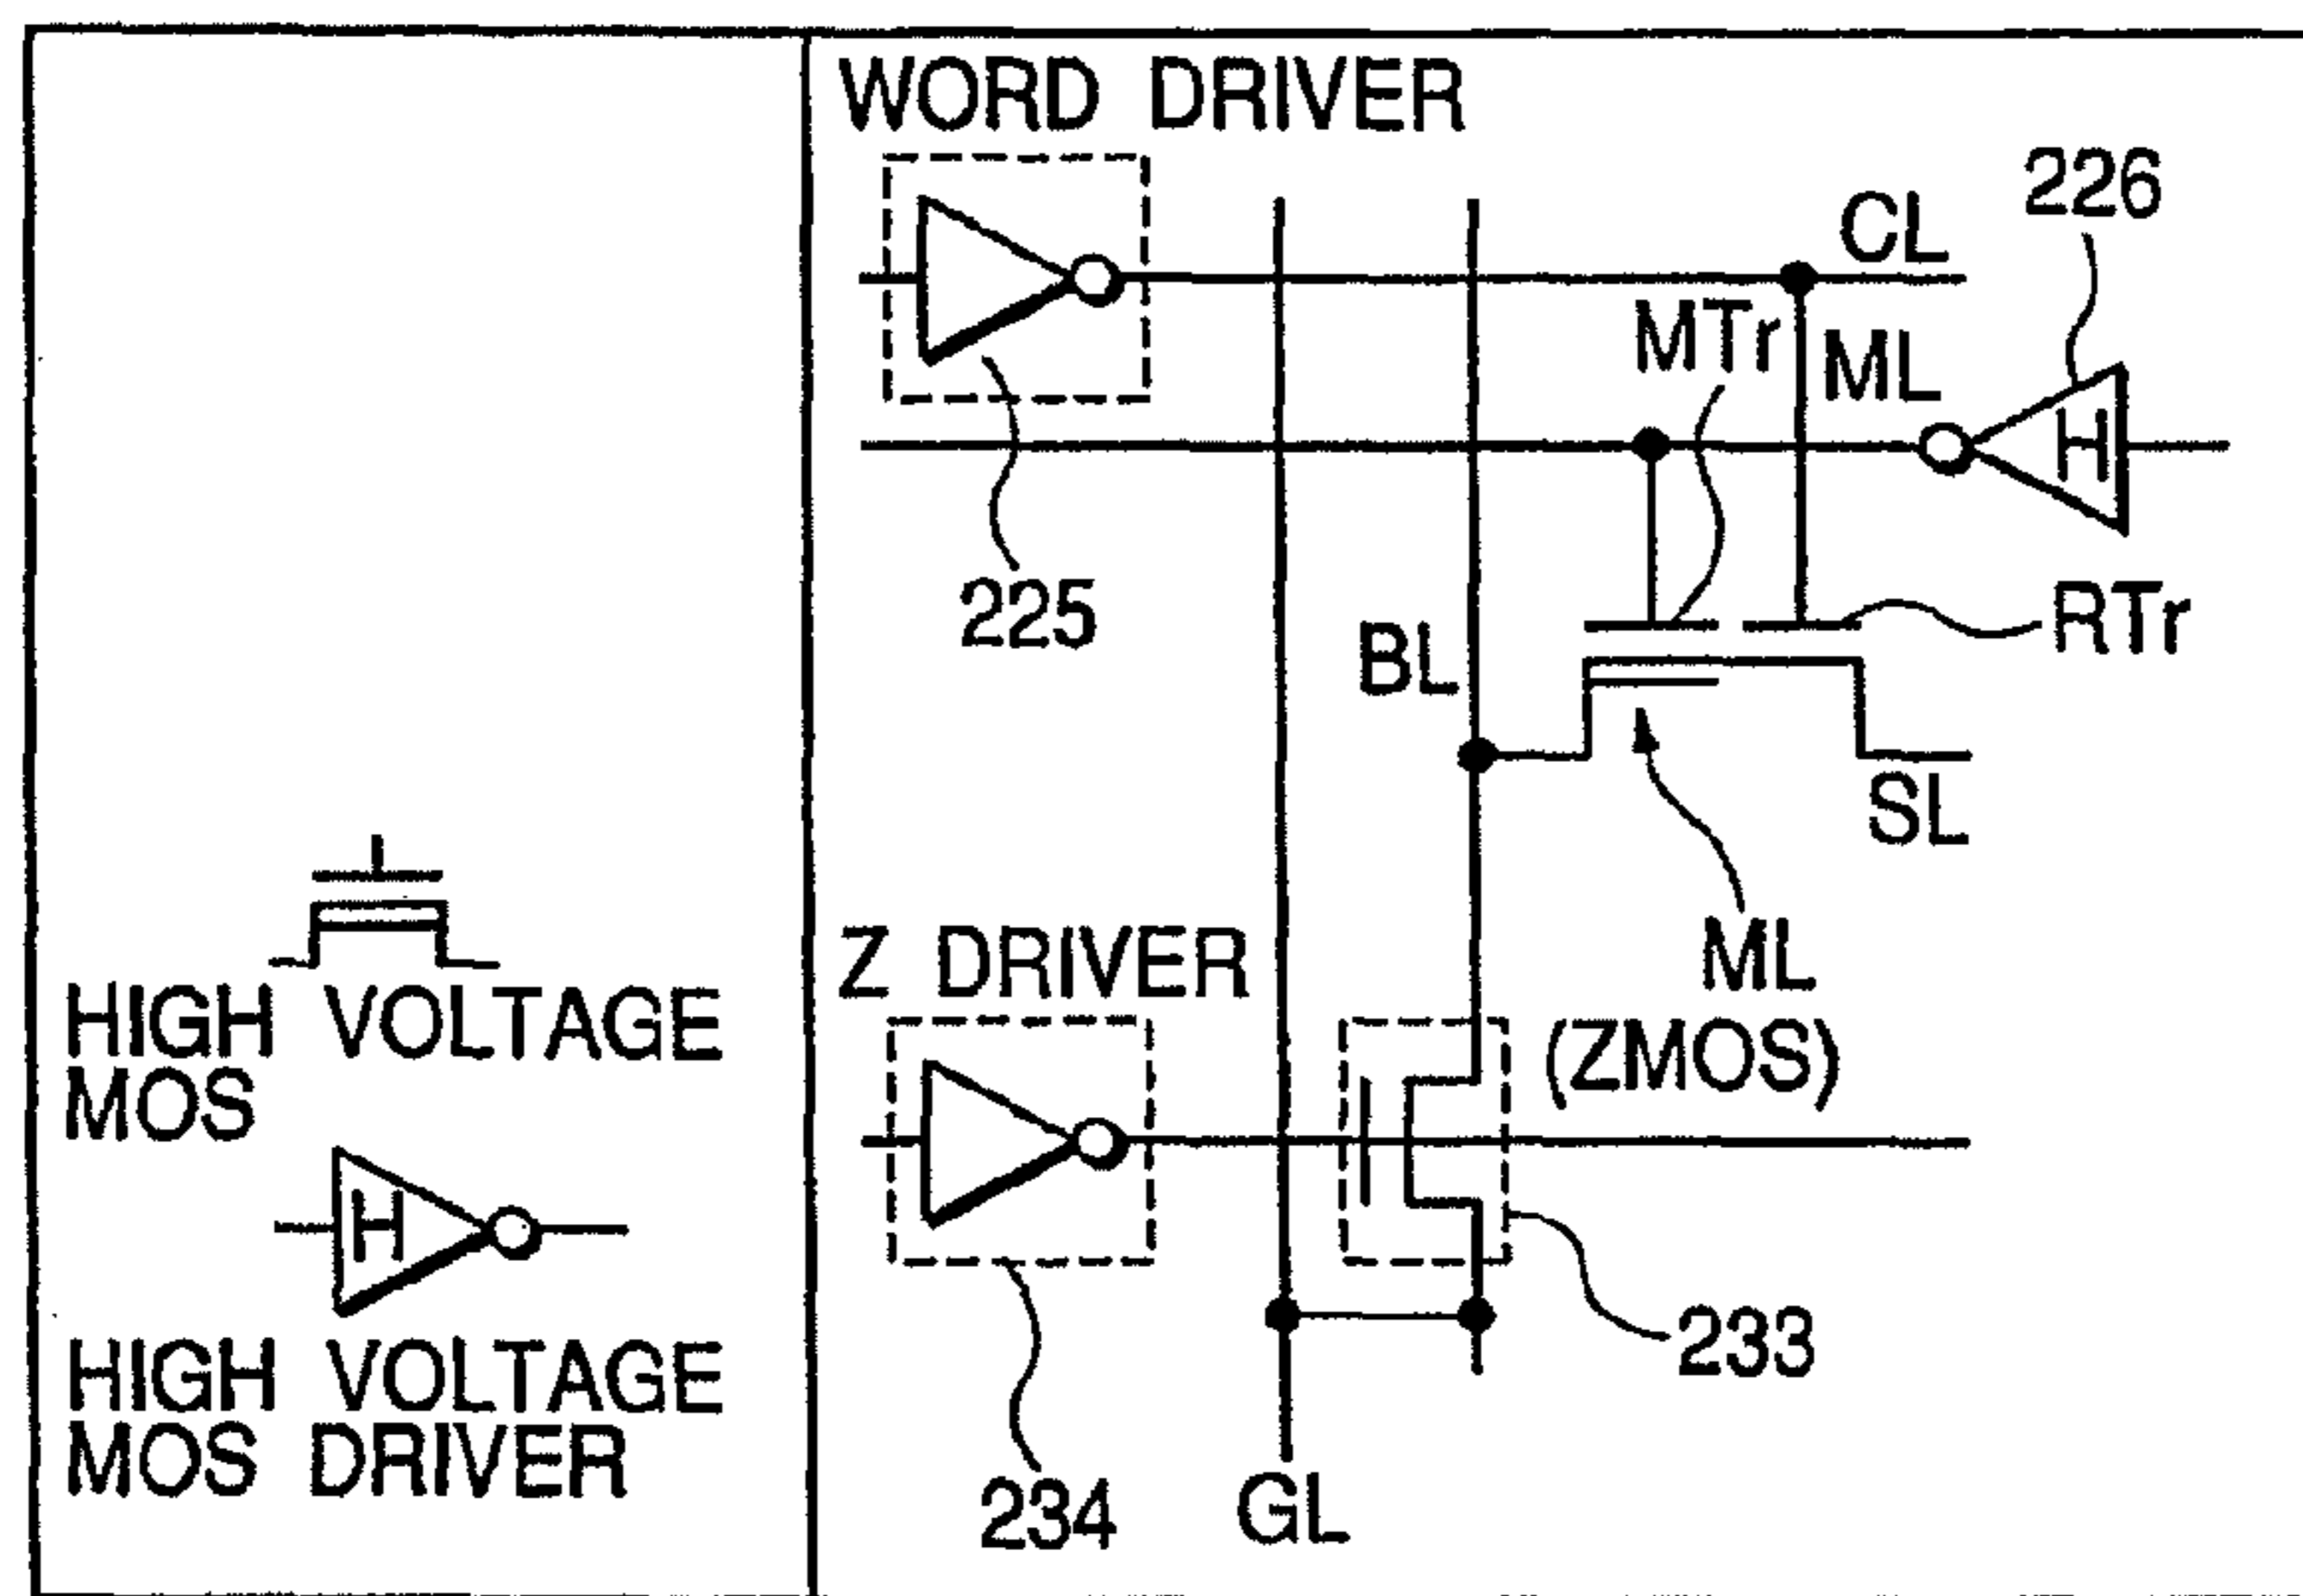 HIGH VOLTAGE
MOS
H
HIGH VOLTAGE
MOS DRIVER
WORD DRIVER
226
CL
MTr
ML
H
225
RTr
BL
SL
ML
(ZMOS)
Z DRIVER
233
234
GL